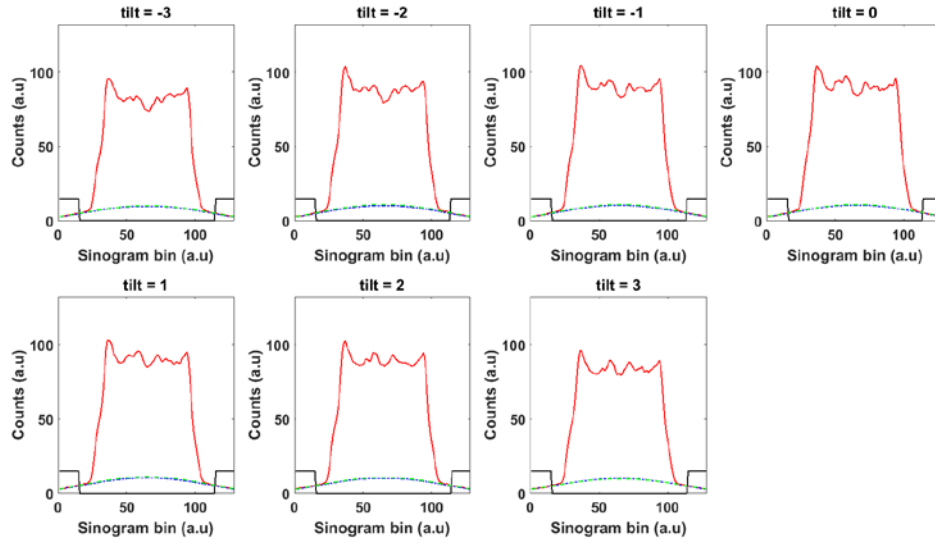 tilt = -3
tilt = -2
tilt = -1
tilt = 0
Counts (a.u)
100
50
0
0
50
100
Sinogram bin (a.u)
Counts (a.u)
100
50
0
0
50
100
Sinogram bin (a.u)
Counts (a.u)
100
50
0
0
50
100
Sinogram bin (a.u)
Counts (a.u)
100
50
0
0
50
100
Sinogram bin (a.u)
tilt = 1
tilt = 2
tilt = 3
Counts (a.u)
100
50
0
0
50
100
Sinogram bin (a.u)
Counts (a.u)
100
50
0
0
50
100
Sinogram bin (a.u)
Counts (a.u)
100
50
0
0
50
100
Sinogram bin (a.u)